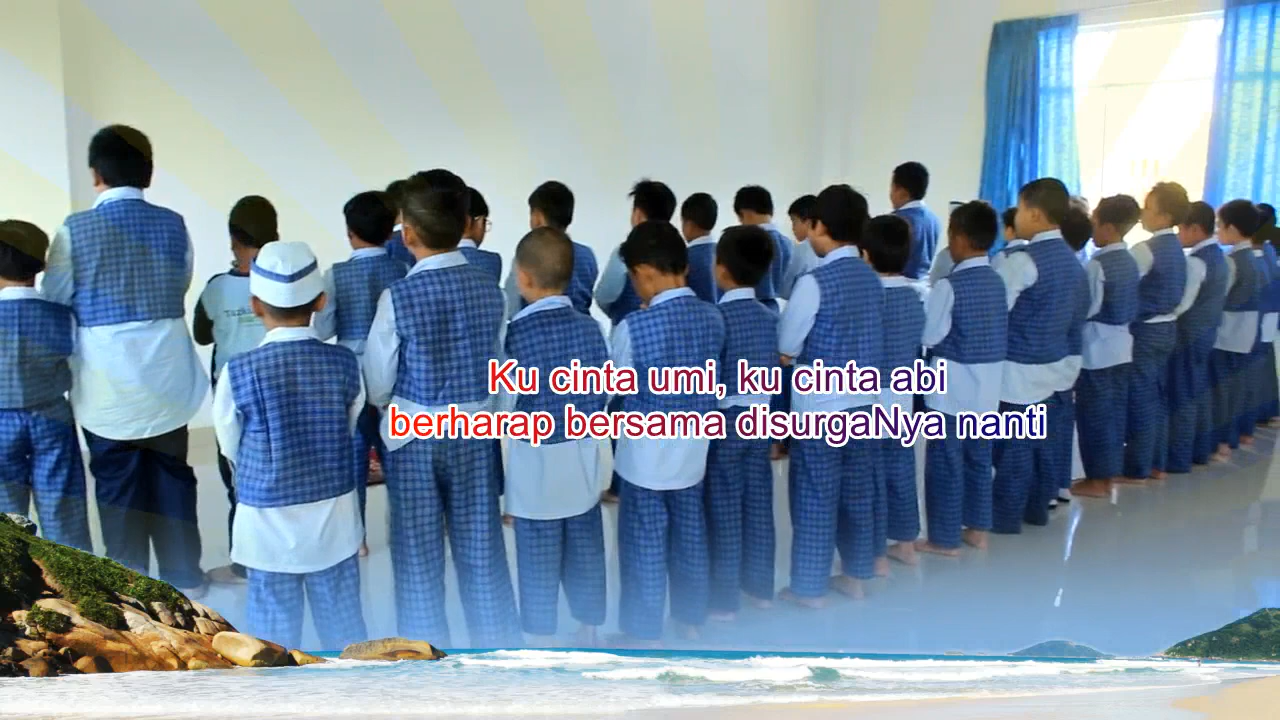 Ku cinta umi, ku cinta abi
berharap bersama disurgaNya nanti